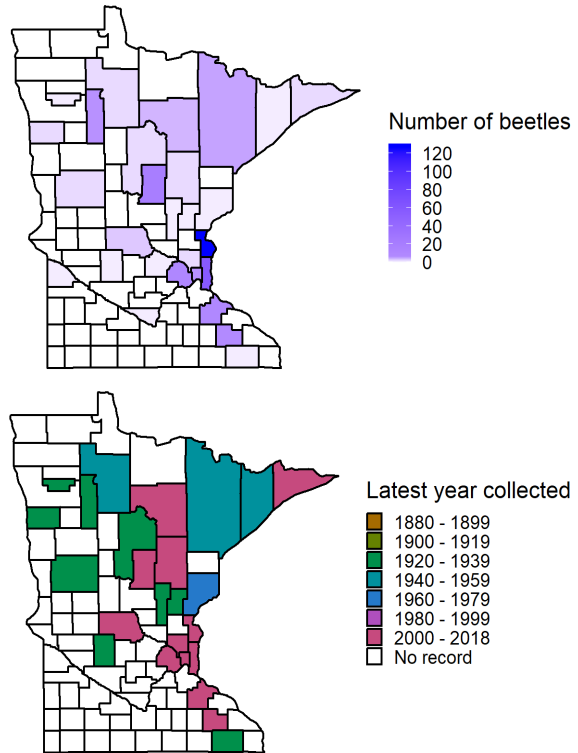 Number of beetles
120
100
80
60
40
20
0
Latest year collected
1880 - 1899
1900 - 1919
1920 - 1939
1940 - 1959
1960 - 1979
1980 - 1999
2000 - 2018
No record